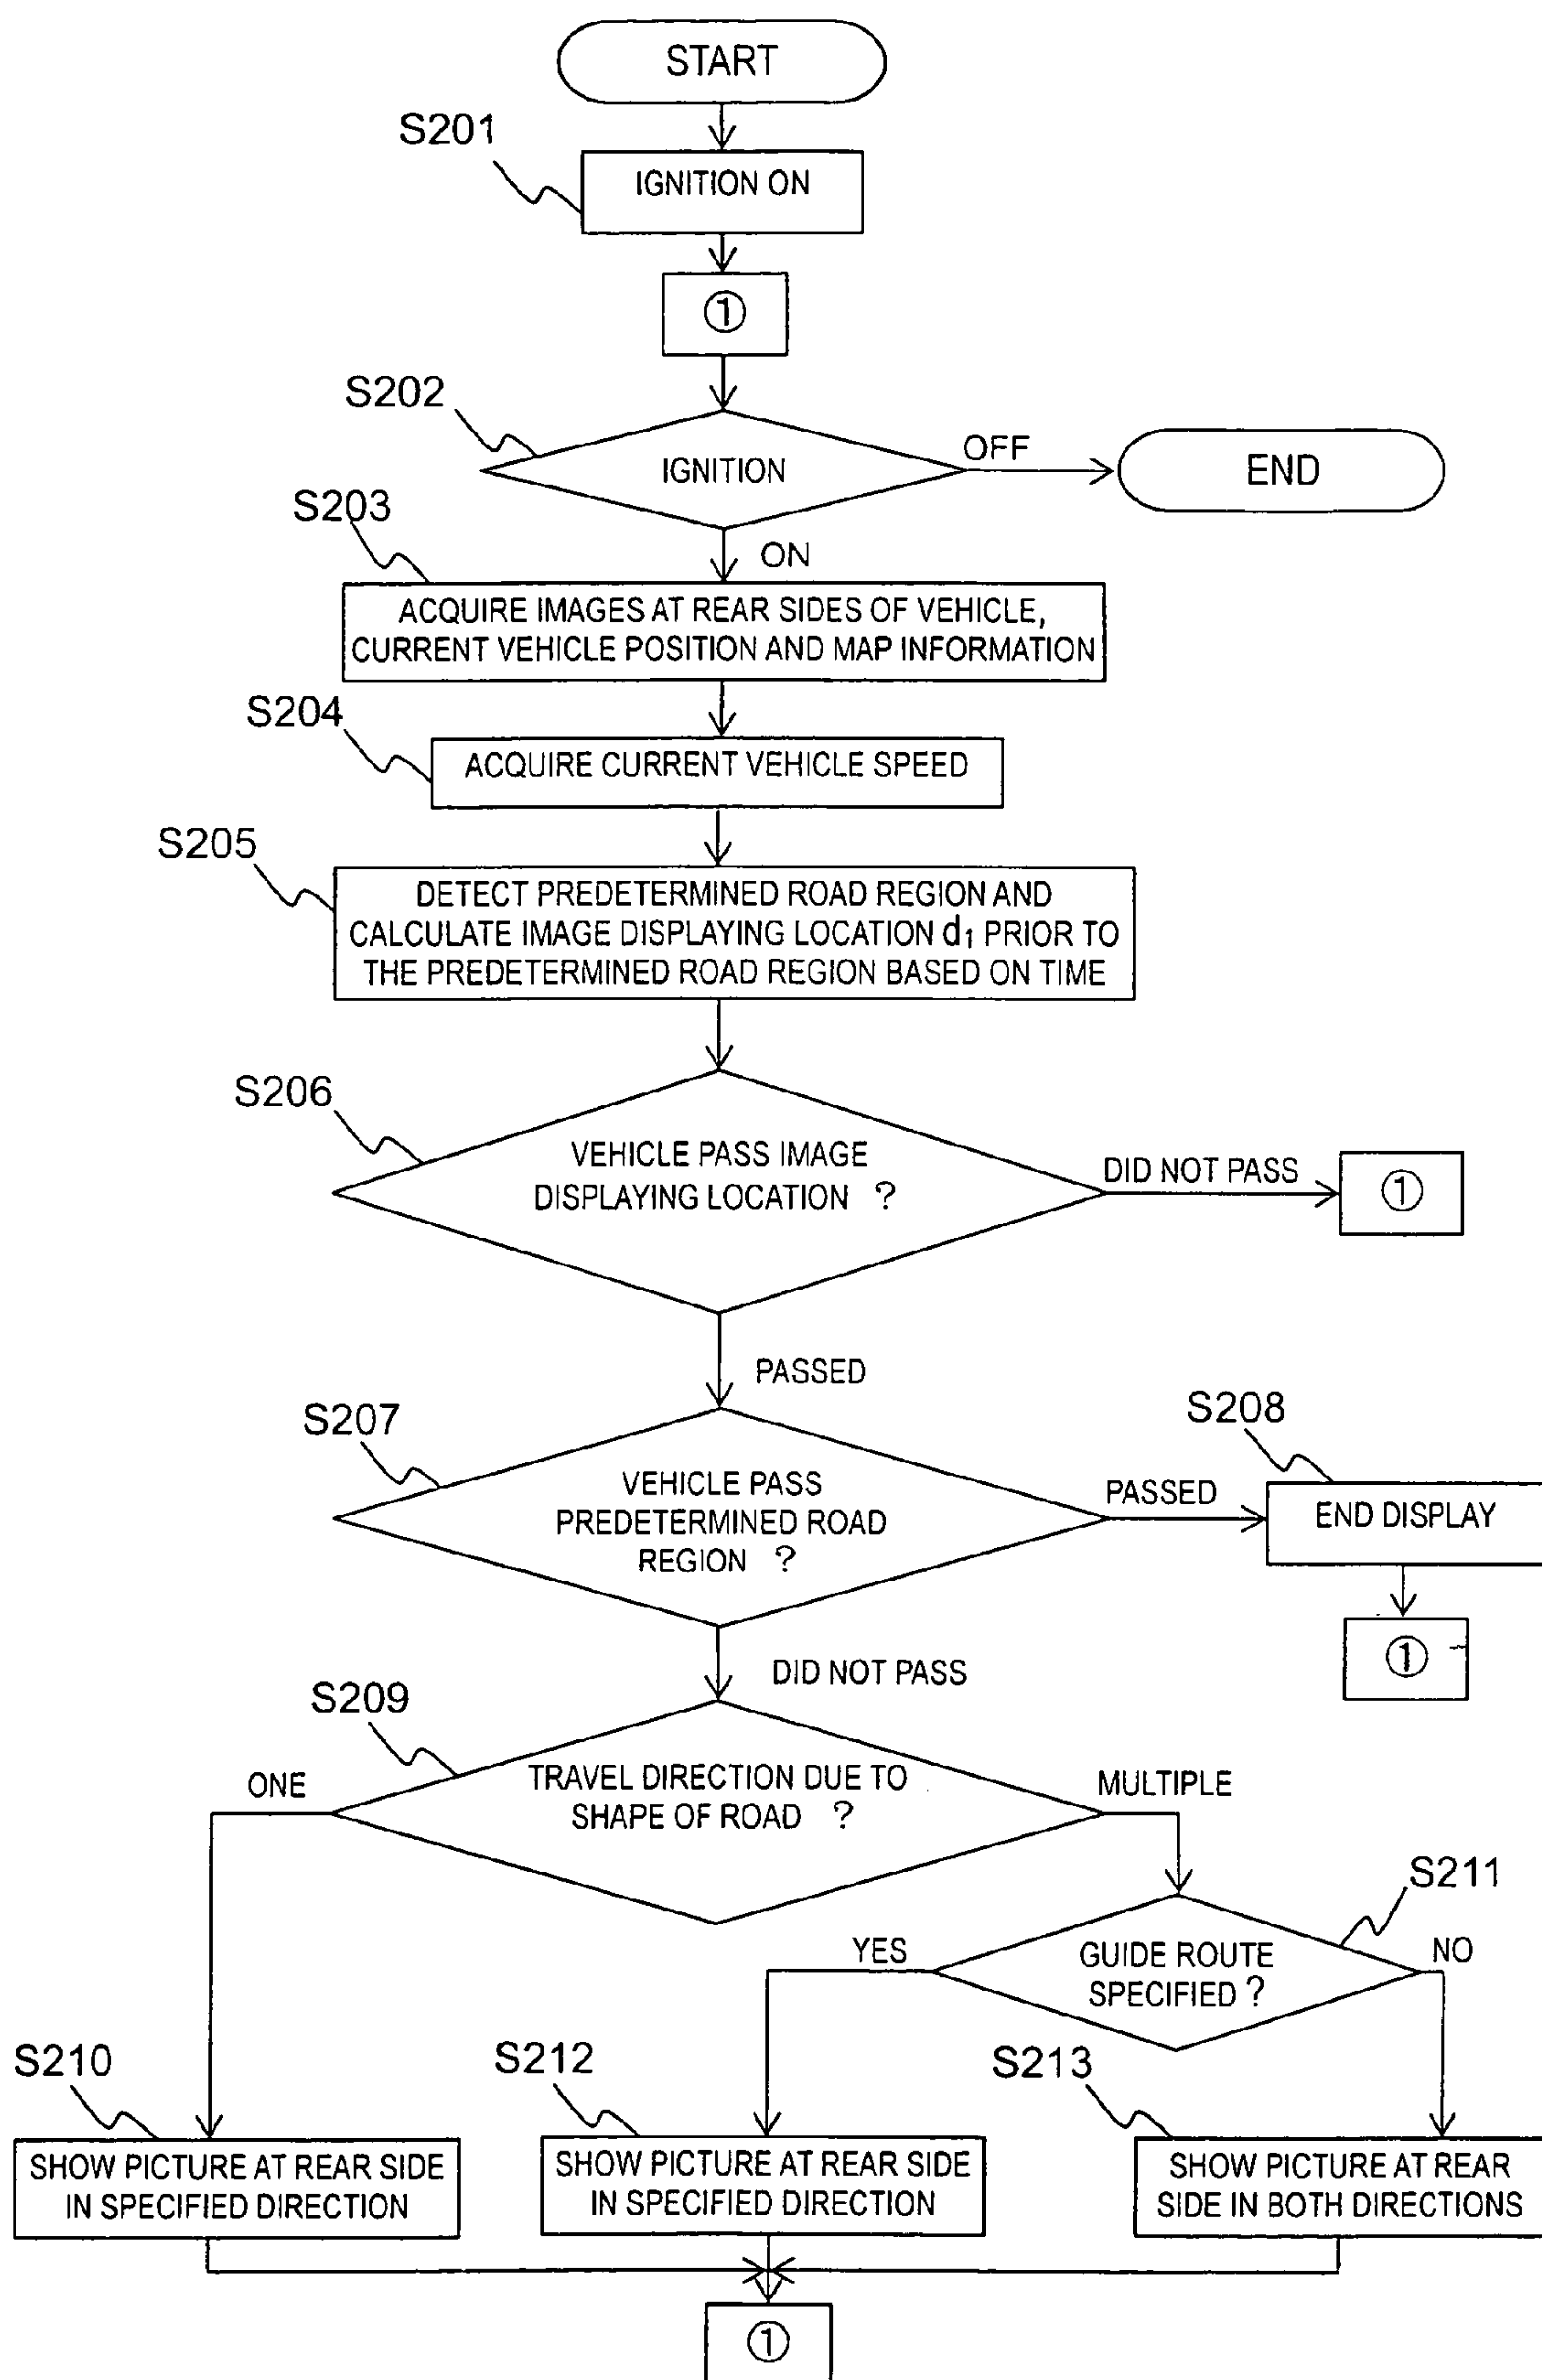 START
S201
IGNITION ON
①
S202
IGNITION
OFF
END
S203
ON
ACQUIRE IMAGES AT REAR SIDES OF VEHICLE,
CURRENT VEHICLE POSITION AND MAP INFORMATION
S204
ACQUIRE CURRENT VEHICLE SPEED
S205
DETECT PREDETERMINED ROAD REGION AND
CALCULATE IMAGE DISPLAYING LOCATION d₁ PRIOR TO
THE PREDETERMINED ROAD REGION BASED ON TIME
S206
VEHICLE PASS IMAGE
DISPLAYING LOCATION ?
DID NOT PASS
①
PASSED
S207
VEHICLE PASS
PREDETERMINED ROAD
REGION ?
PASSED
S208
END DISPLAY
①
DID NOT PASS
S209
TRAVEL DIRECTION DUE TO
SHAPE OF ROAD ?
ONE
MULTIPLE
S211
GUIDE ROUTE
SPECIFIED ?
YES
NO
S210
SHOW PICTURE AT REAR SIDE
IN SPECIFIED DIRECTION
S212
SHOW PICTURE AT REAR SIDE
IN SPECIFIED DIRECTION
S213
SHOW PICTURE AT REAR
SIDE IN BOTH DIRECTIONS
①